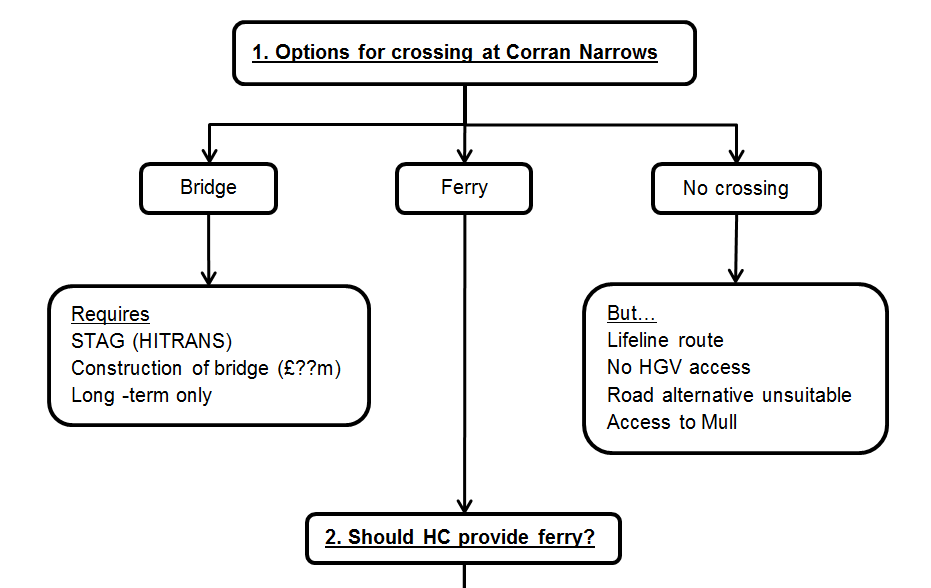 1. Options for crossing at Corran Narrows
Bridge
Ferry
No crossing
Requires
STAG (HITRANS)
Construction of bridge (£??m)
Long -term only
But…
Lifeline route
No HGV access
Road alternative unsuitable
Access to Mull
2. Should HC provide ferry?